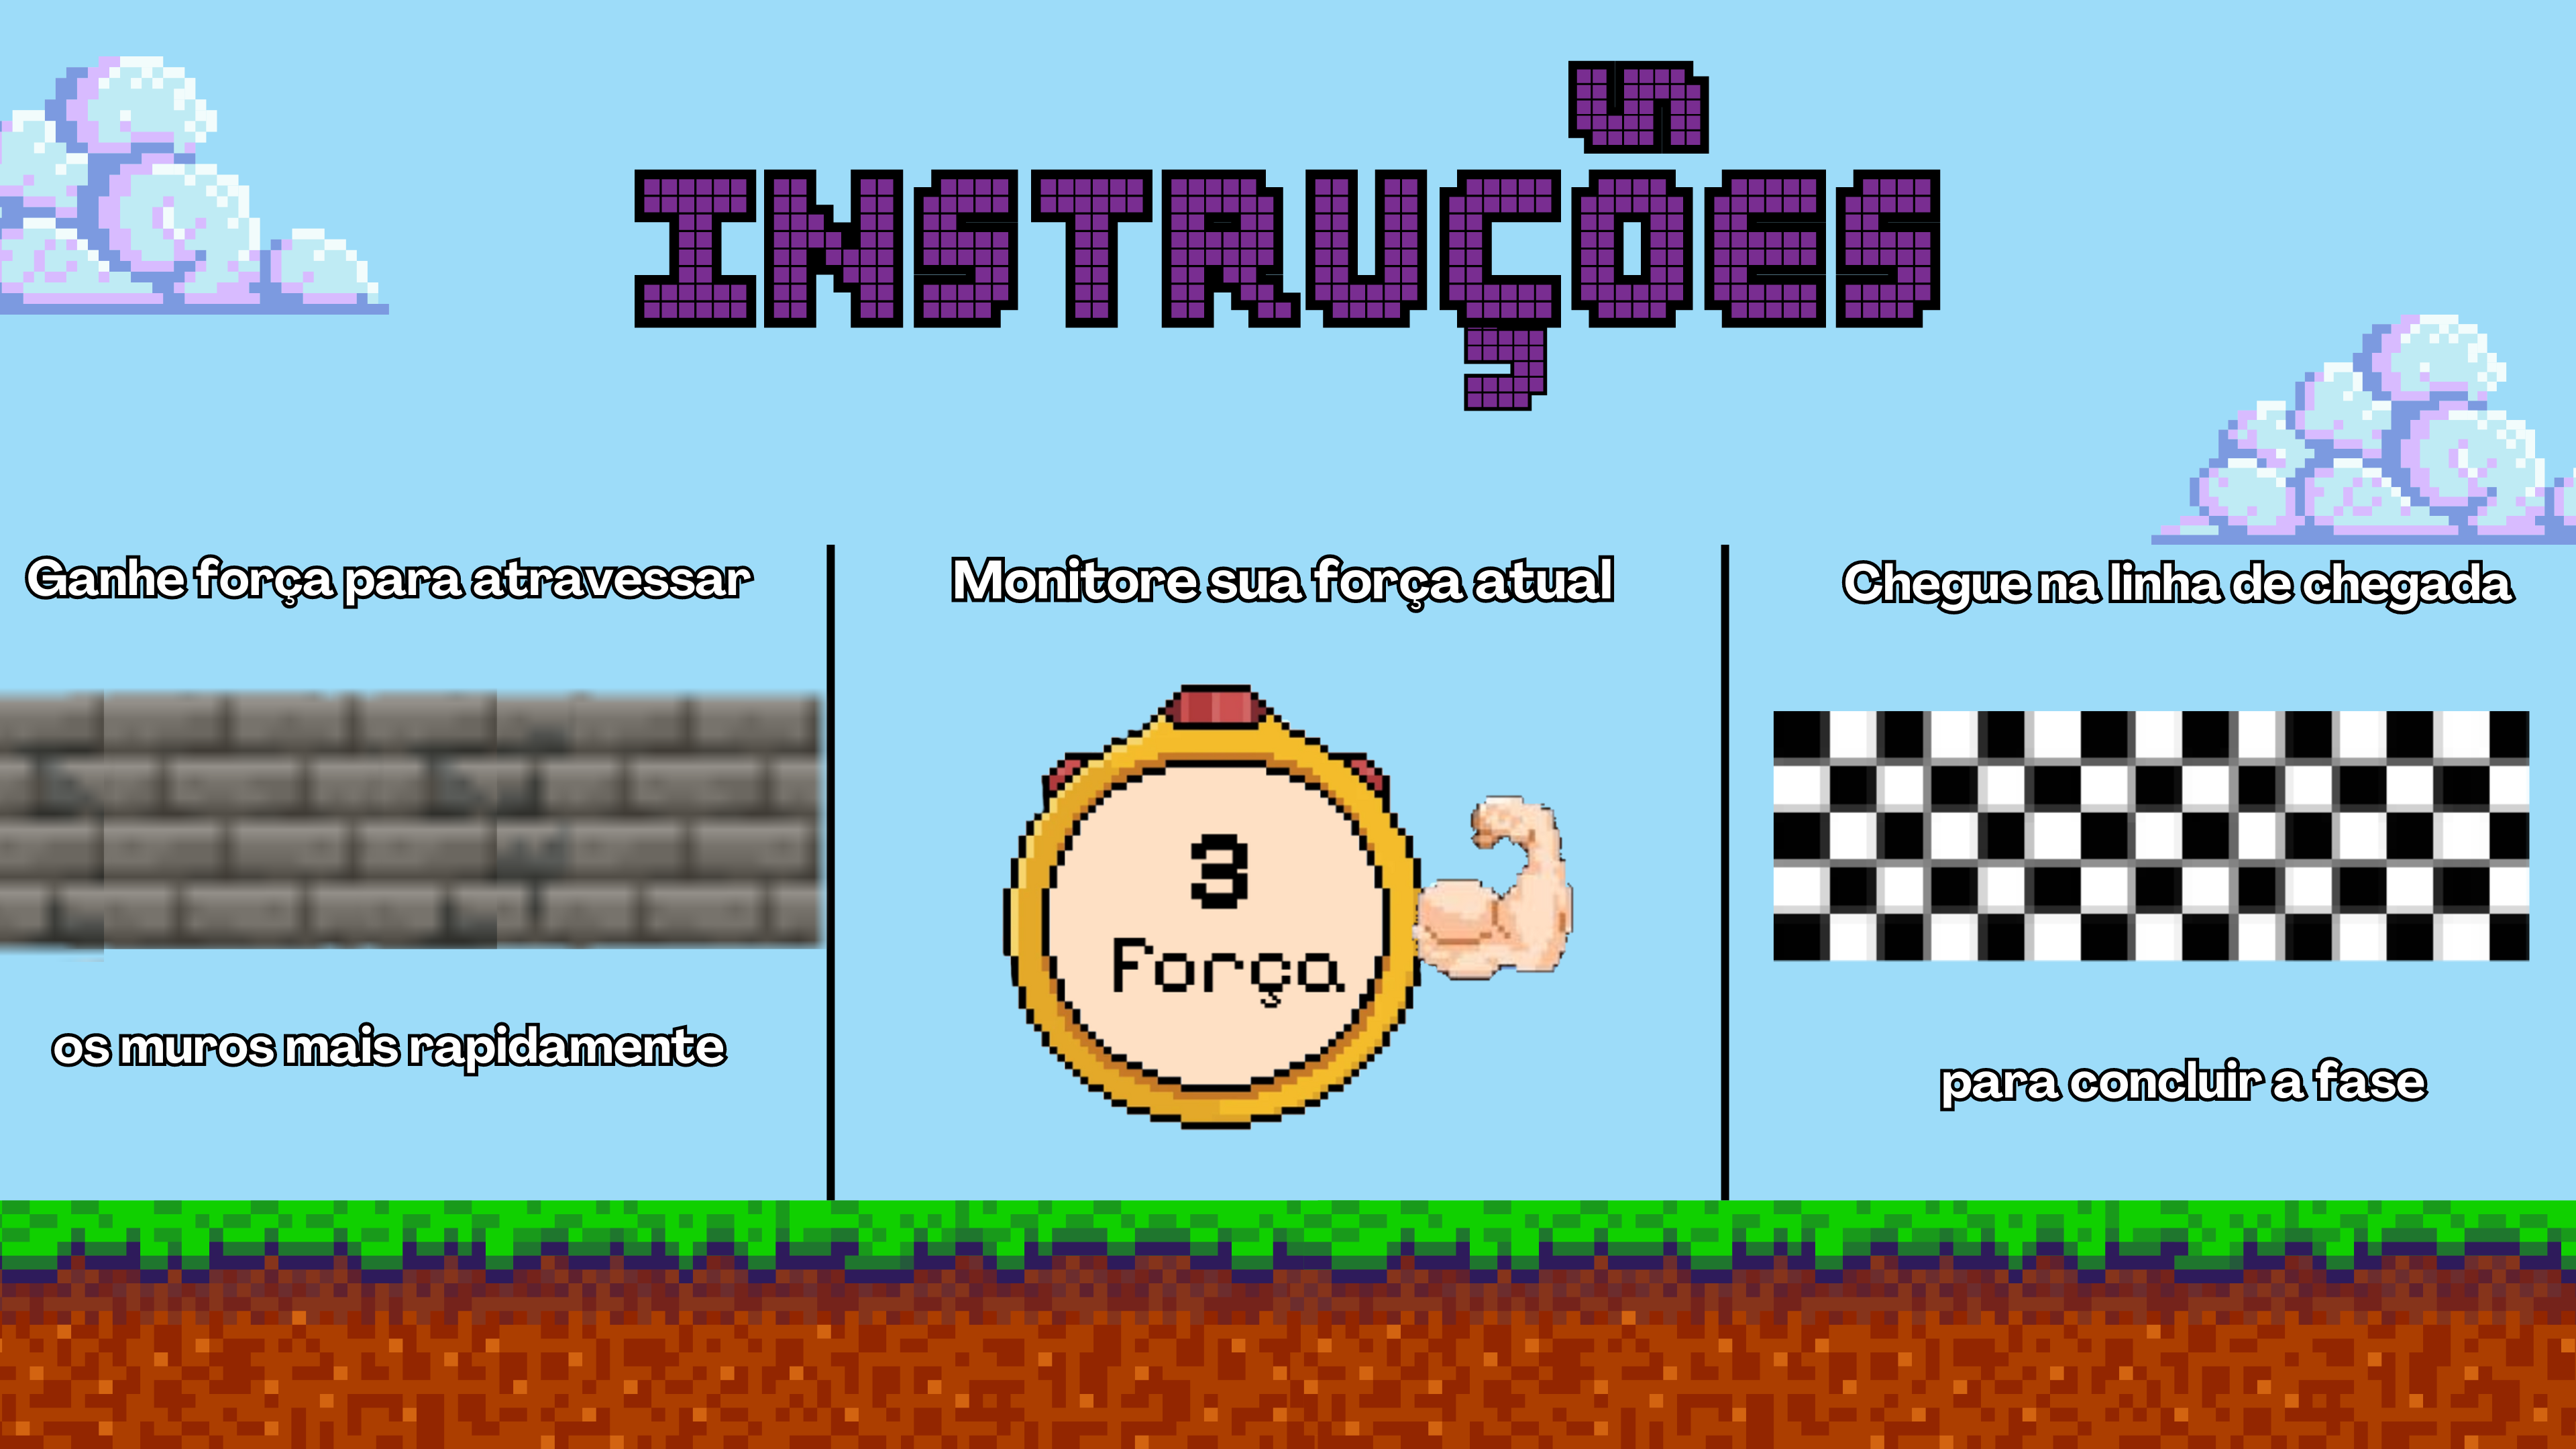 INSTRUÇÕES
Ganhe força para atravessar
os muros mais rapidamente
Monitore sua força atual
3
Força
Chegue na linha de chegada
para concluir a fase